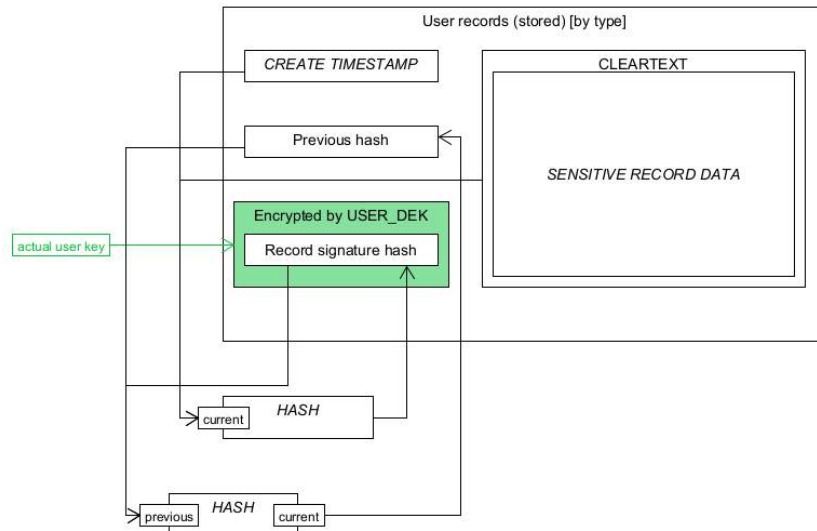 User records (stored) [by type]
CREATE TIMESTAMP
CLEARTEXT
Previous hash
SENSITIVE RECORD DATA
Encrypted by USER_DEK
actual user key
Record signature hash
HASH
current
HASH
previous
current